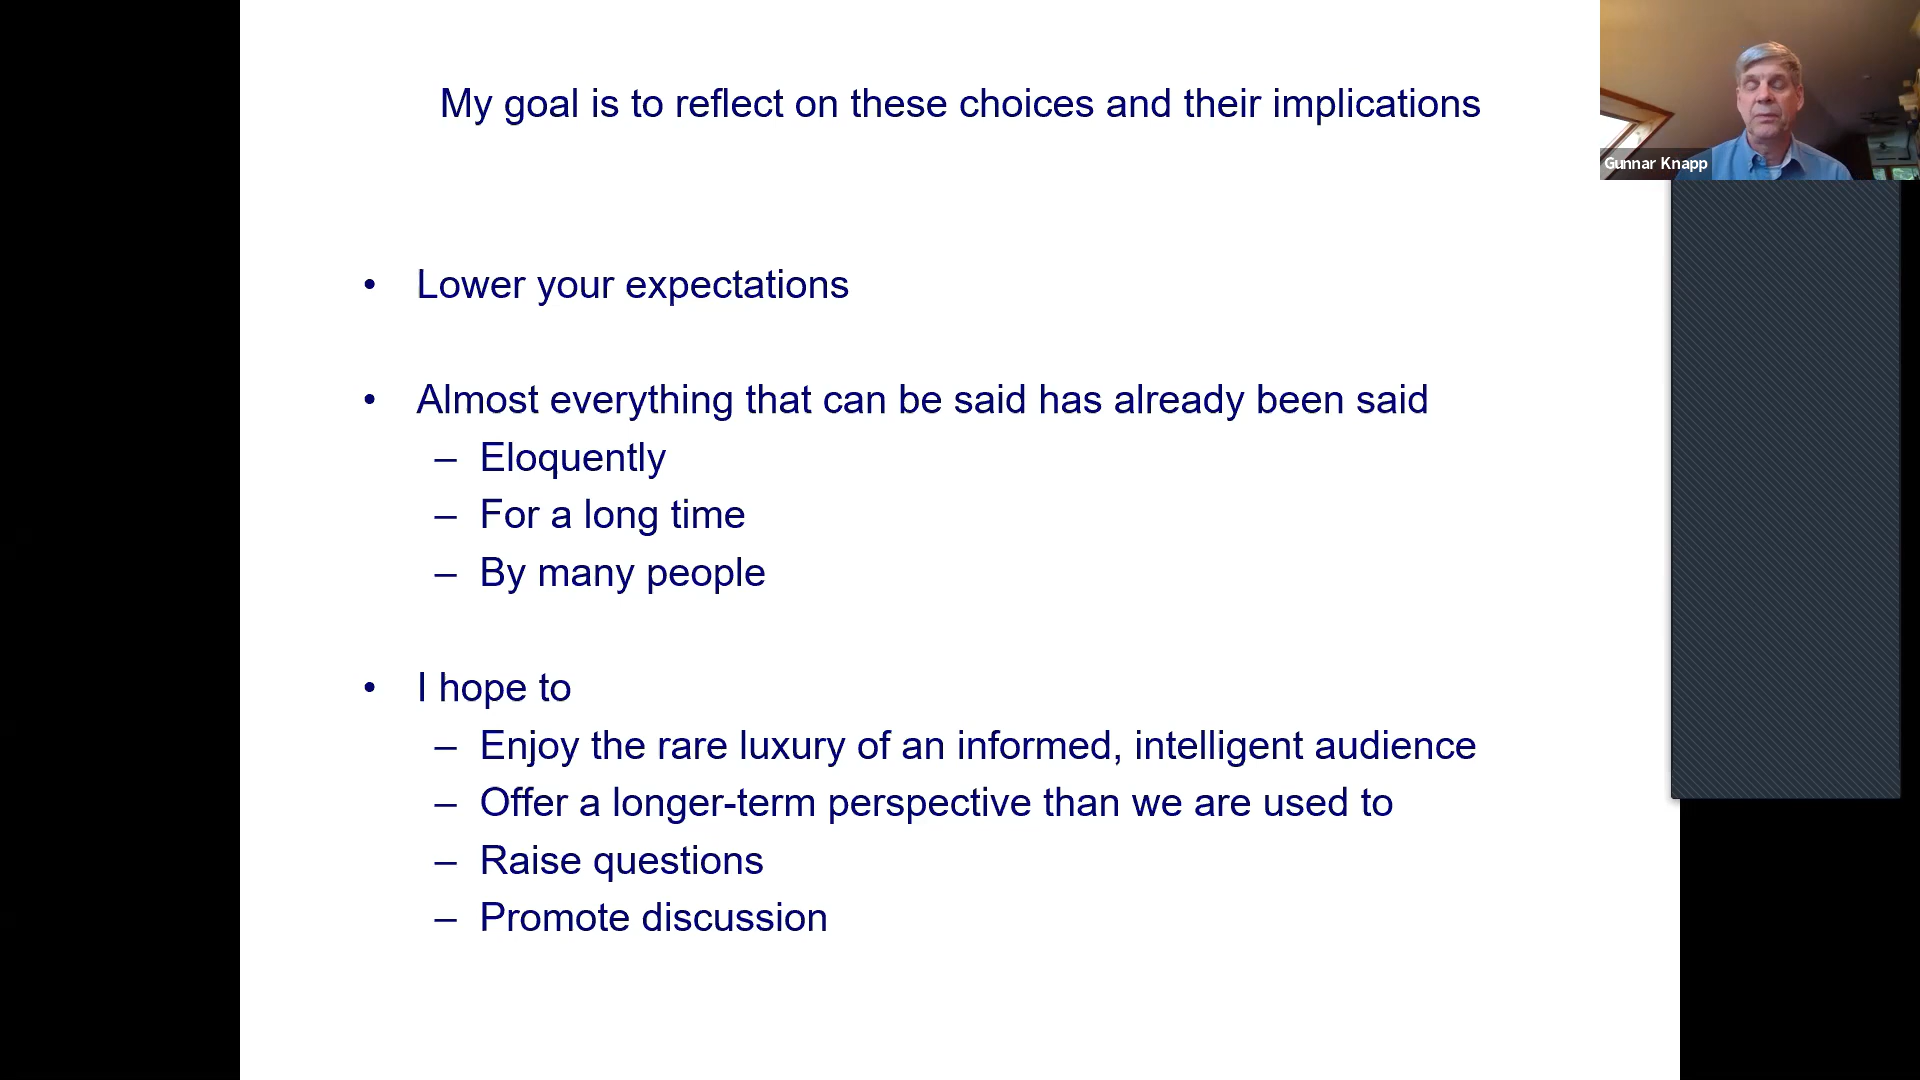 My goal is to reflect on these choices and their implications
Gunnar Knapp
• Lower your expectations
• Almost everything that can be said has already been said
– Eloquently
– For a long time
– By many people
• I hope to
– Enjoy the rare luxury of an informed, intelligent audience
– Offer a longer-term perspective than we are used to
– Raise questions
– Promote discussion